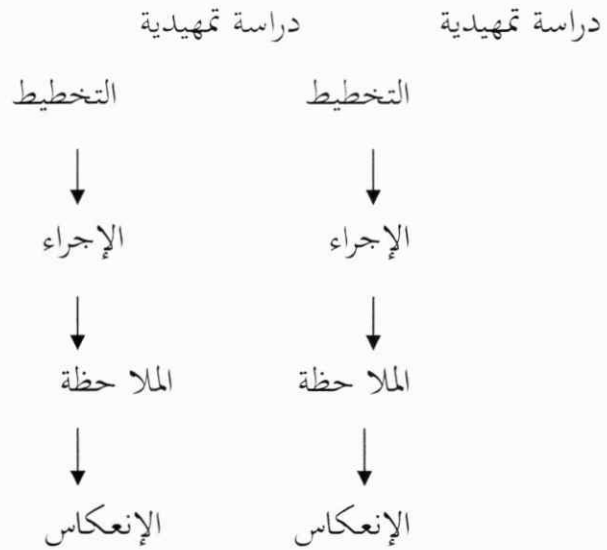 دراسة تمهيدية دراسة تمهيدية
التخطيط التخطيط
الإجراء الإجراء
الملا حظة الملا حظة
الإنعكاس الإنعكاس